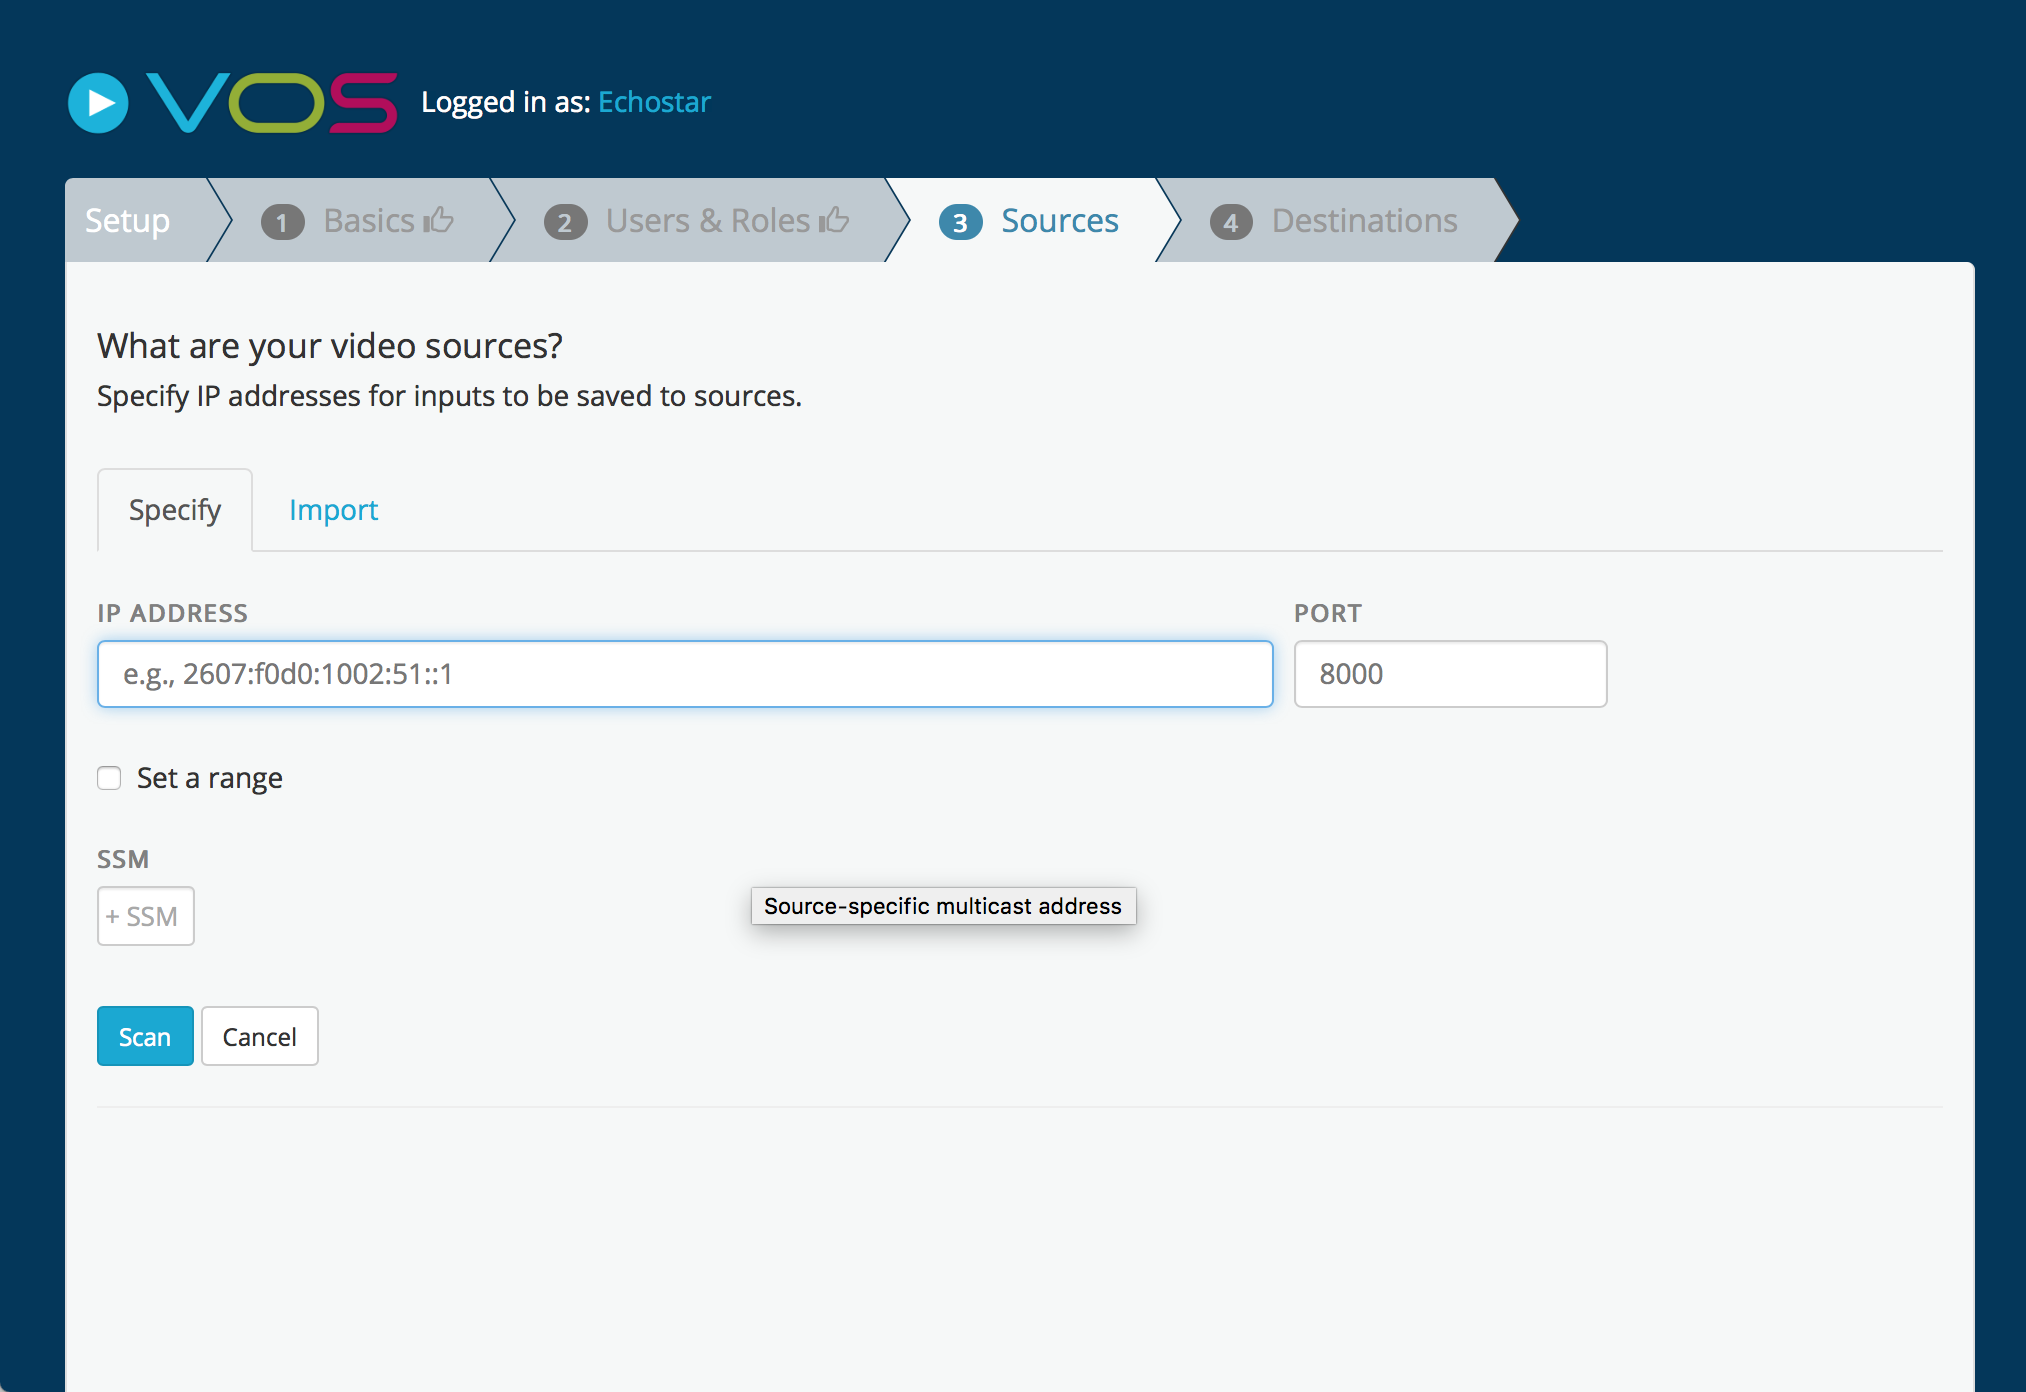 VOS Logged in as: Echostar
Setup 1 Basics 2 Users & Roles 3 Sources 4 Destinations
What are your video sources?
Specify IP addresses for inputs to be saved to sources.
Specify Import
IP ADDRESS PORT
e.g., 2607:f0d0:1002:51::1 8000
Set a range
SSM
+ SSM Source-specific multicast address
Scan Cancel